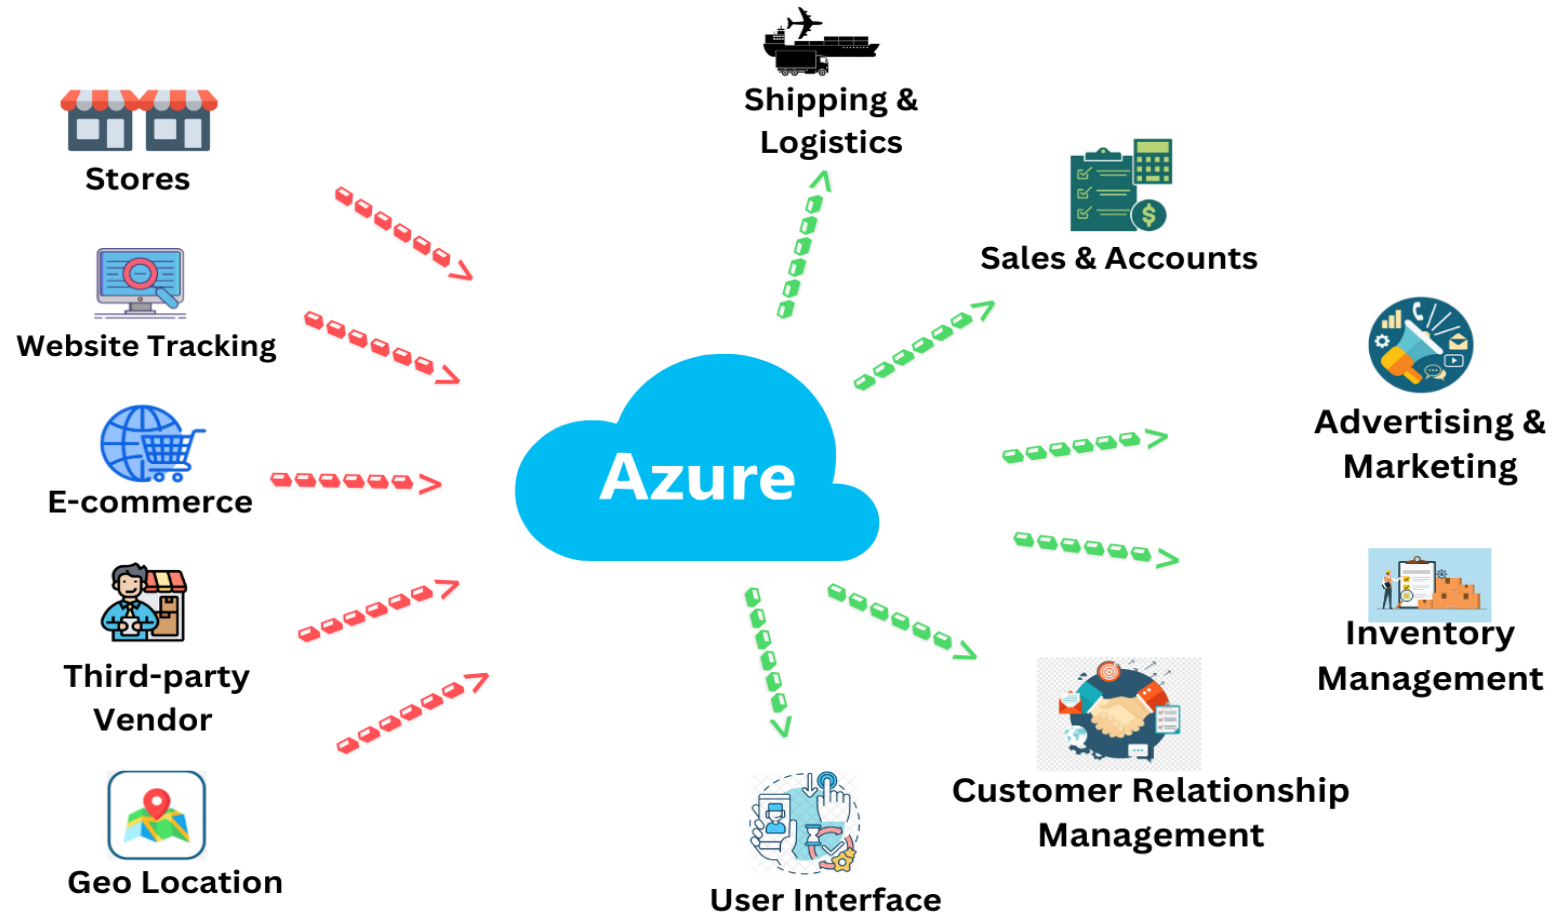 Stores
Website Tracking
E-commerce
Third-party
Vendor
Geo Location
Azure
Shipping &
Logistics
Sales & Accounts
Advertising &
Marketing
Inventory
Management
Customer Relationship
Management
User Interface